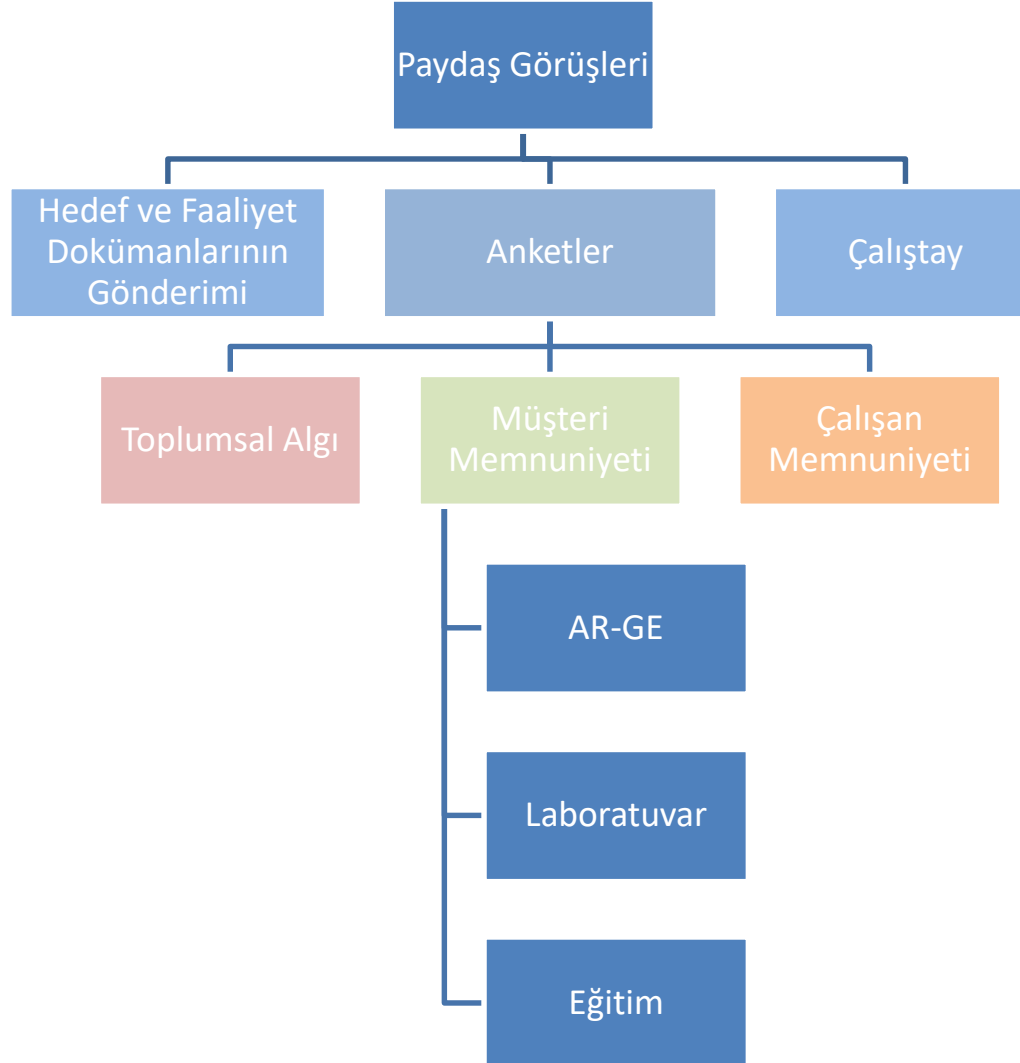 Paydaş Görüşleri
Hedef ve Faaliyet
Dokümanlarının
Gönderimi
Anketler
Çalıştay
Toplumsal Algı
Müşteri
Memnuniyeti
Çalışan
Memnuniyeti
AR-GE
Laboratuvar
Eğitim